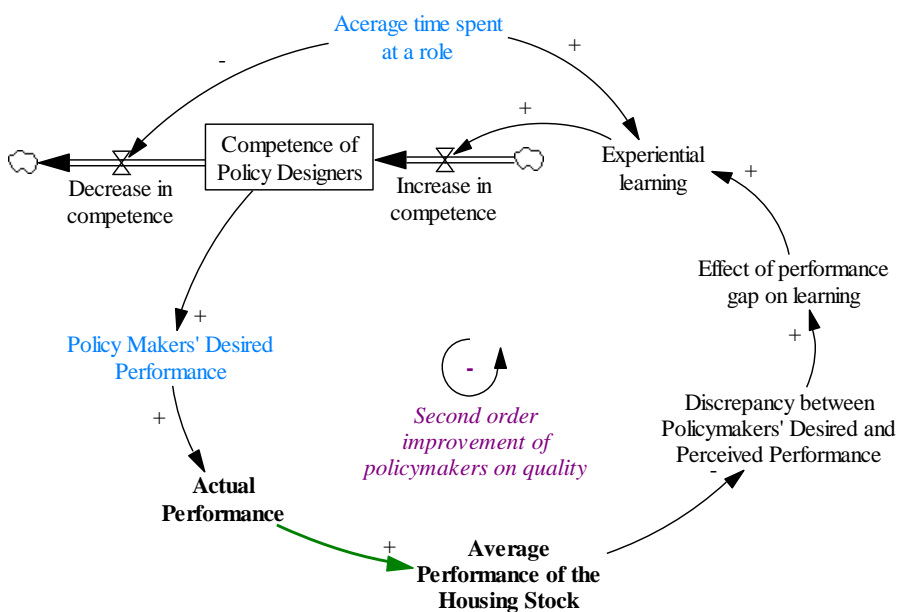 Acerage time spent
at a role
-
+
+
Competence of
Policy Designers
Decrease in
competence
Increase in
competence
Experiential
learning
+
Effect of performance
gap on learning
+
Policy Makers' Desired
Performance
+
+
-
Second order
improvement of
policymakers on quality
Discrepancy between
Policymakers' Desired and
Perceived Performance
-
Actual
Performance
+
Average
Performance of the
Housing Stock